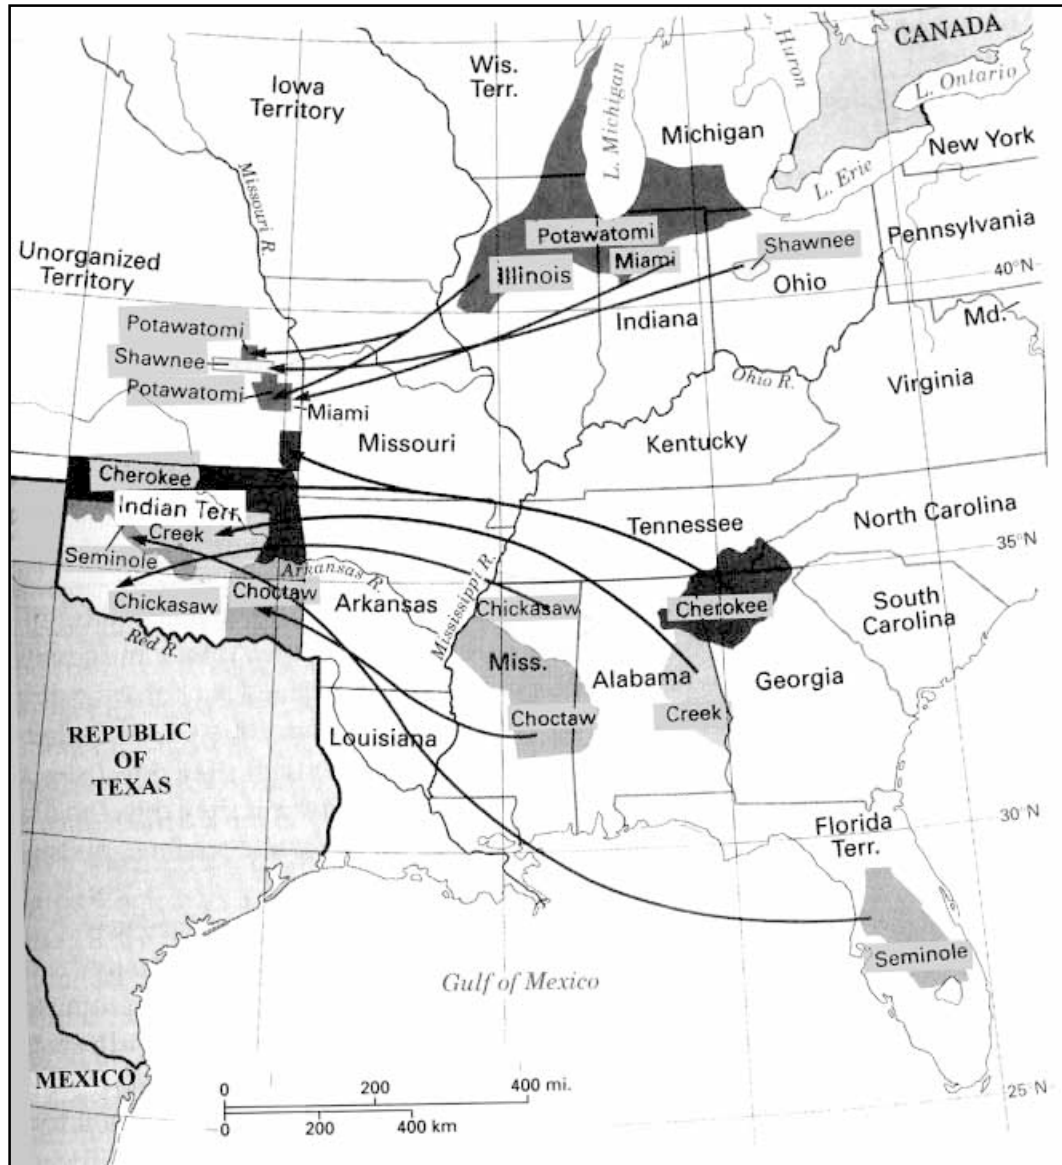 CANADA
Wis.
Terr.
Iowa
Territory
L. Michigan
L. Huron
L. Ontario
Michigan
New York
L. Erie
Missouri R.
Pennsylvania
Unorganized
Territory
Potawatomi
Shawnee
Illinois
Miami
Ohio
40°N
Indiana
Md.
Potawatomi
Shawnee
Potawatomi
Miami
Ohio R.
Virginia
Missouri
Kentucky
Cherokee
Indian Terr.
Creek
Seminole
Tennessee
North Carolina
35°N
Arkansas R.
Mississippi R.
Chickasaw
Choctaw
Arkansas
Chickasaw
Cherokee
South
Carolina
Red R.
Miss.
Alabama
Georgia
Choctaw
Creek
REPUBLIC
OF
TEXAS
Louisiana
30°N
Florida
Terr.
Seminole
Gulf of Mexico
MEXICO
0 200 400 mi.
0 200 400 km
25°N